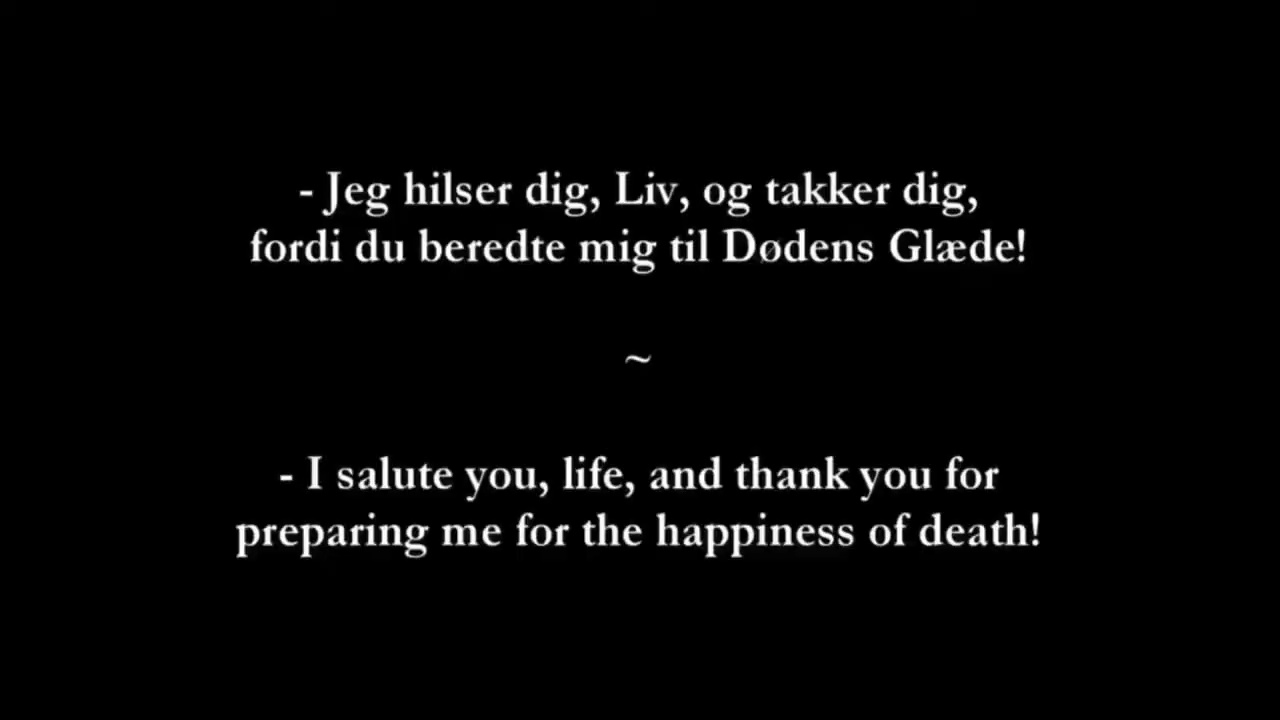 - Jeg hilser dig, Liv, og takker dig,
fordi du beredte mig til Dødens Glæde!
~
- I salute you, life, and thank you for
preparing me for the happiness of death!